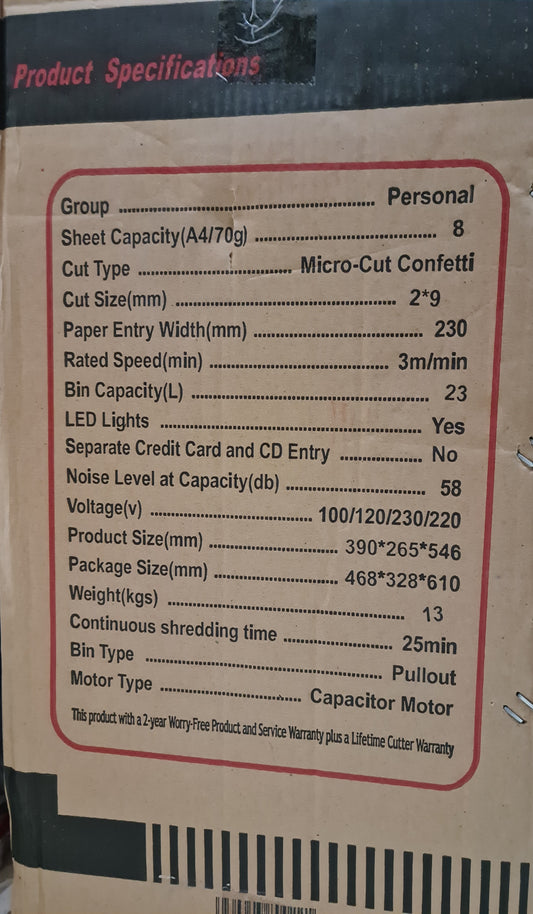 Product Specifications
Group ........................................ Personal
Sheet Capacity(A4/70g) ........................................ 8
Cut Type ........................................ Micro-Cut Confetti
Cut Size(mm) ........................................ 2*9
Paper Entry Width(mm) ........................................ 230
Rated Speed(min) ........................................ 3m/min
Bin Capacity(L) ........................................ 23
LED Lights ........................................ Yes
Separate Credit Card and CD Entry .................... No
Noise Level at Capacity(db) .............................. 58
Voltage(v) ........................................ 100/120/230/220
Product Size(mm) .............................. 390*265*546
Package Size(mm) .............................. 468*328*610
Weight(kgs) ........................................ 13
Continuous shredding time .............................. 25min
Bin Type ........................................ Pullout
Motor Type .............................. Capacitor Motor
This product with a 2-year Worry-Free Product and Service Warranty plus a Lifetime Cutter Warranty